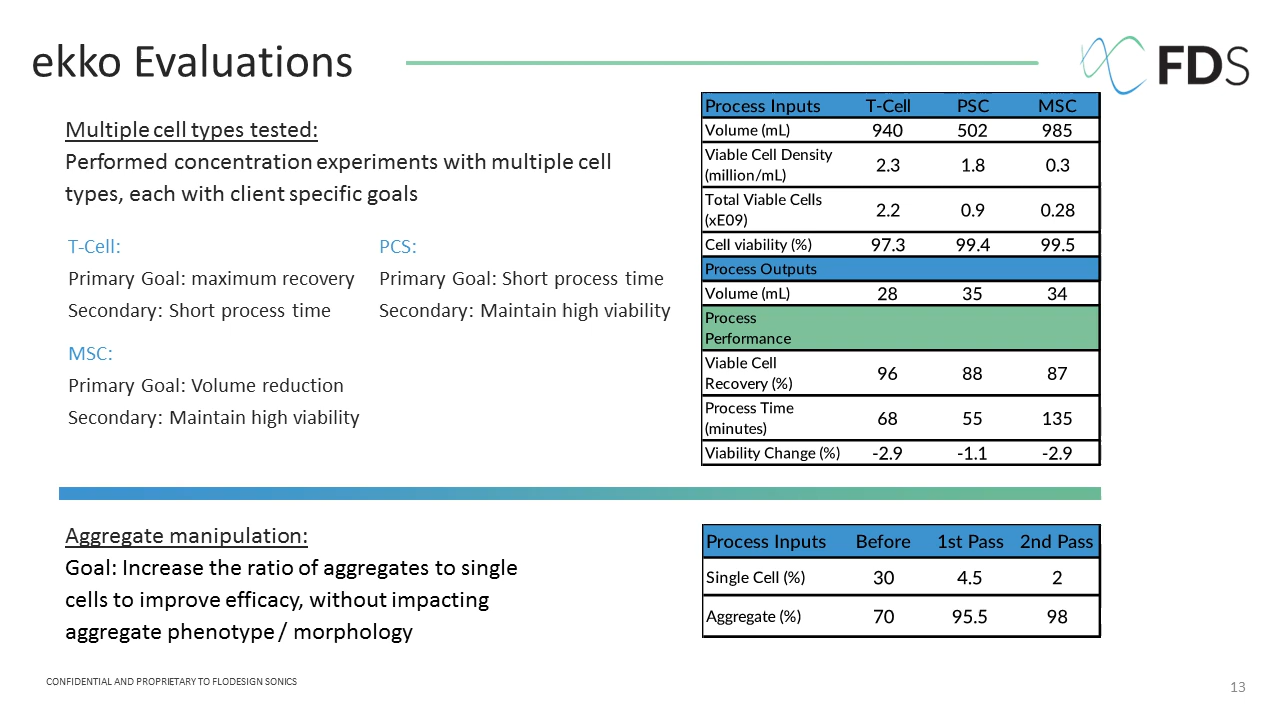 ekko Evaluations
FDS
Multiple cell types tested:
Performed concentration experiments with multiple cell
types, each with client specific goals
T-Cell:
Primary Goal: maximum recovery
Secondary: Short process time
PCS:
Primary Goal: Short process time
Secondary: Maintain high viability
MSC:
Primary Goal: Volume reduction
Secondary: Maintain high viability
Process Inputs T-Cell PSC MSC
Volume (mL) 940 502 985
Viable Cell Density
(million/mL) 2.3 1.8 0.3
Total Viable Cells
(xE09) 2.2 0.9 0.28
Cell viability (%) 97.3 99.4 99.5
Process Outputs
Volume (mL) 28 35 34
Process
Performance
Viable Cell
Recovery (%) 96 88 87
Process Time
(minutes) 68 55 135
Viability Change (%) -2.9 -1.1 -2.9
Aggregate manipulation:
Goal: Increase the ratio of aggregates to single
cells to improve efficacy, without impacting
aggregate phenotype / morphology
Process Inputs Before 1st Pass 2nd Pass
Single Cell (%) 30 4.5 2
Aggregate (%) 70 95.5 98
CONFIDENTIAL AND PROPRIETARY TO FLODESIGN SONICS
13